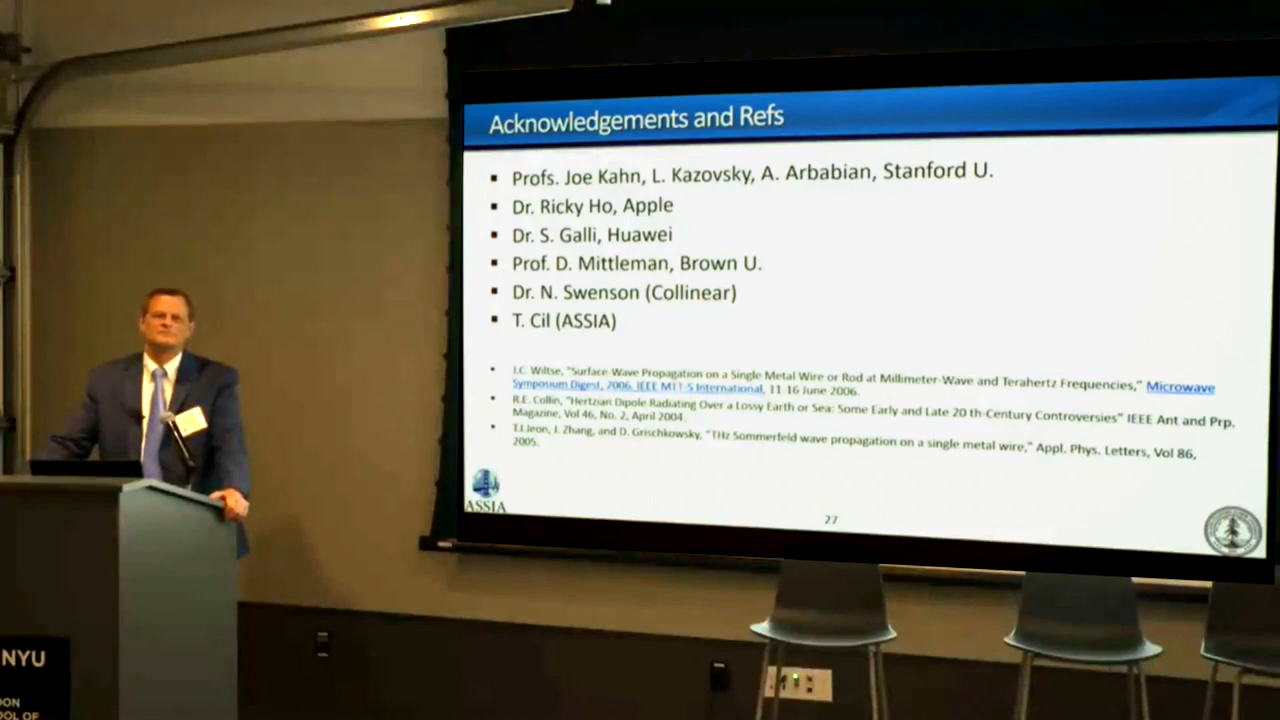 Acknowledgements and Refs
Profs. Joe Kahn, L. Kazovsky, A. Arbabian, Stanford U.
Dr. Ricky Ho, Apple
Dr. S. Galli, Huawei
Prof. D. Mittleman, Brown U.
Dr. N. Swenson (Collinear)
T. Cil (ASSIA)
J.C. Wiltse, "Surface-Wave Propagation on a Single Metal Wire or Rod at Millimeter-Wave and Terahertz Frequencies," Microwave
Symposium Digest, 2006. IEEE MTT-S International, 11-16 June 2006.
R.E. Collin, "Hertzian Dipole Radiating Over a Lossy Earth or Sea: Some Early and Late 20 th-Century Controversies" IEEE Ant and Prp.
Magazine, Vol 46, No. 2, April 2004.
T.I.Jeon, J. Zhang, and D. Grischkowsky, "THz Sommerfeld wave propagation on a single metal wire," Appl. Phys. Letters, Vol 86,
2005.
ASSIA
27
NYU
DON
OOL OF